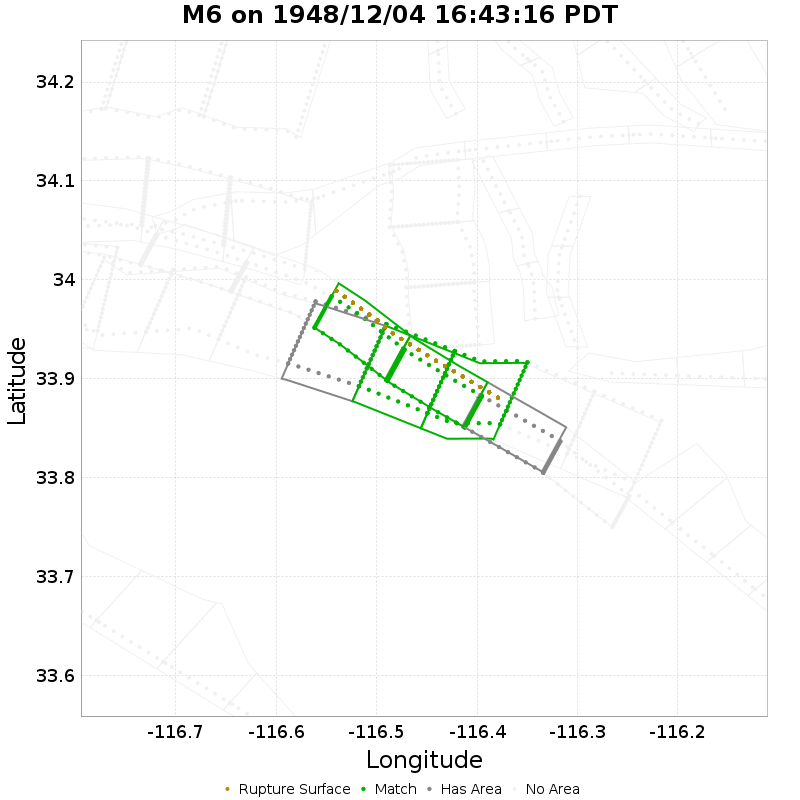 M6 on 1948/12/04 16:43:16 PDT
34.2
34.1
34
33.9
33.8
33.7
33.6
Latitude
-116.7 -116.6 -116.5 -116.4 -116.3 -116.2
Longitude
Rupture Surface Match Has Area No Area